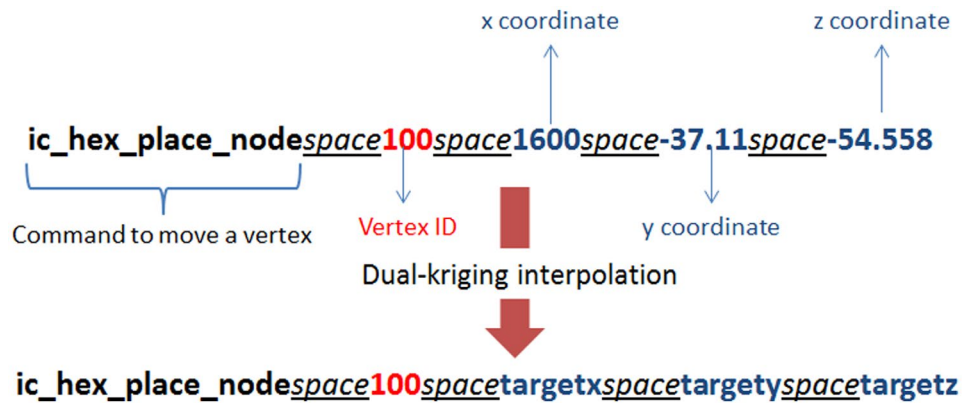 x coordinate
z coordinate
ic_hex_place_nodespace100space1600space-37.11space-54.558
Command to move a vertex
Vertex ID
y coordinate
Dual-kriging interpolation
ic_hex_place_nodespace100spacetargetxspacetargetyspacetargetz